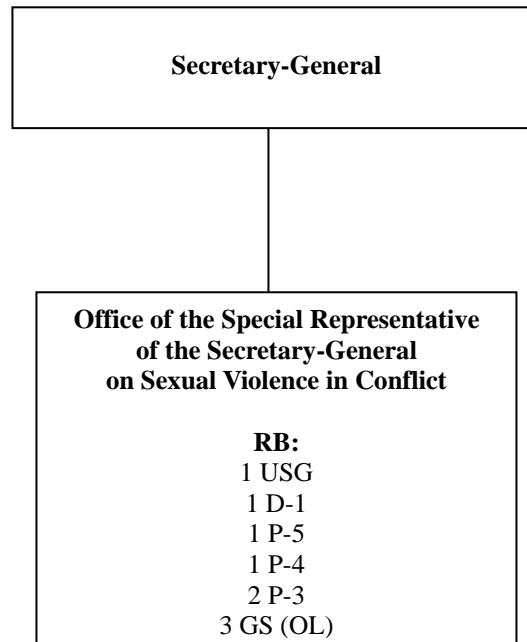 Secretary-General
Office of the Special Representative
of the Secretary-General
on Sexual Violence in Conflict
RB:
1 USG
1 D-1
1 P-5
1 P-4
2 P-3
3 GS (OL)